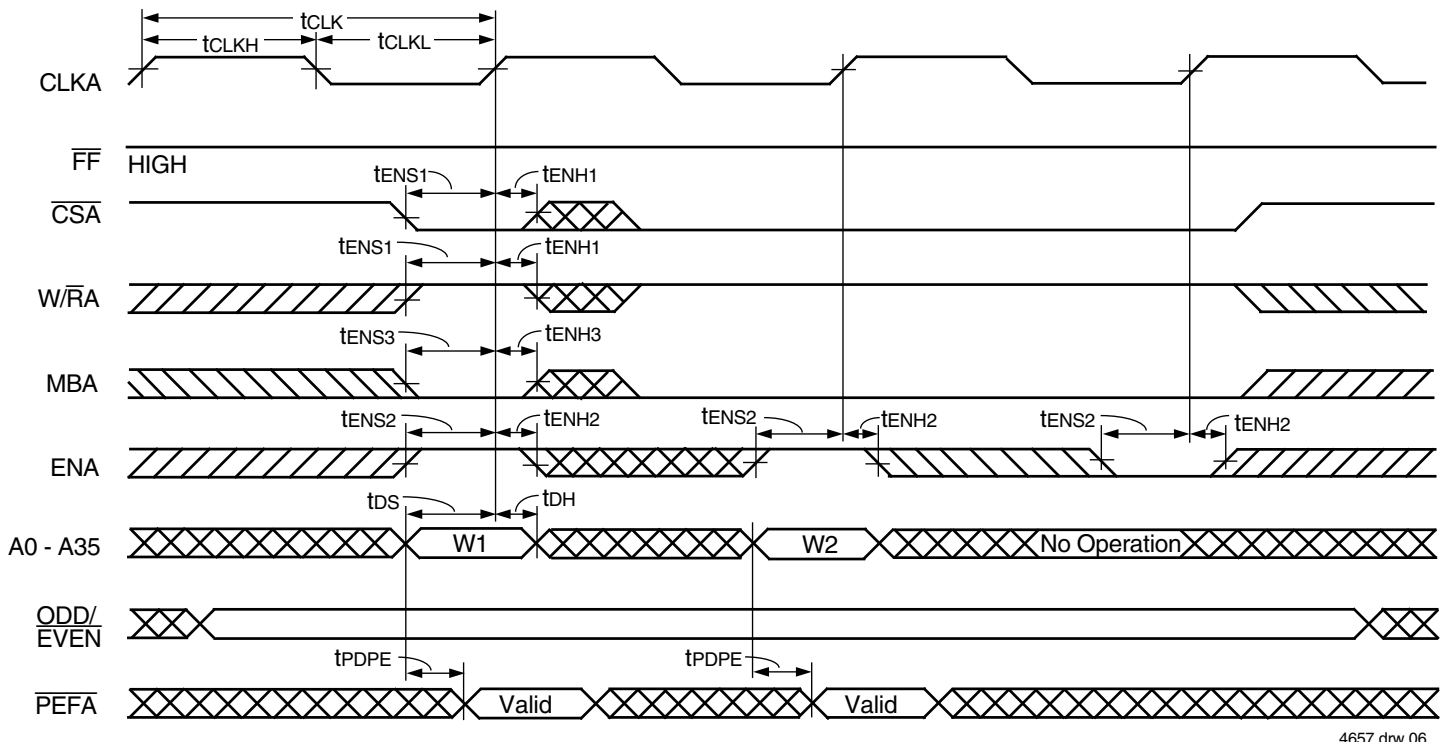 tCLK
tCLKH tCLKL
CLKA
FF HIGH
tENS1 tENH1
CSA
tENS1 tENH1
W/RA
tENS3 tENH3
MBA
tENS2 tENH2 tENS2 tENH2 tENS2 tENH2
ENA
tDS tDH
A0 - A35 W1 W2 No Operation
ODD/
EVEN
tPDPE tPDPE
PEFA Valid Valid
4657 drw 06